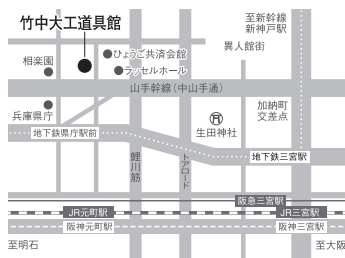 竹中大工道具館
至新幹線
新神戸駅
異人館街
ひょうご共済会館
ラッセルホール
相楽園
山手幹線(中山手通)
兵庫県庁
加納町
交差点
生田神社
地下鉄県庁駅前
地下鉄三宮駅
鯉川筋
トアロード
阪急三宮駅
JR元町駅
JR三宮駅
阪神元町駅
阪神三宮駅
至明石
至大阪